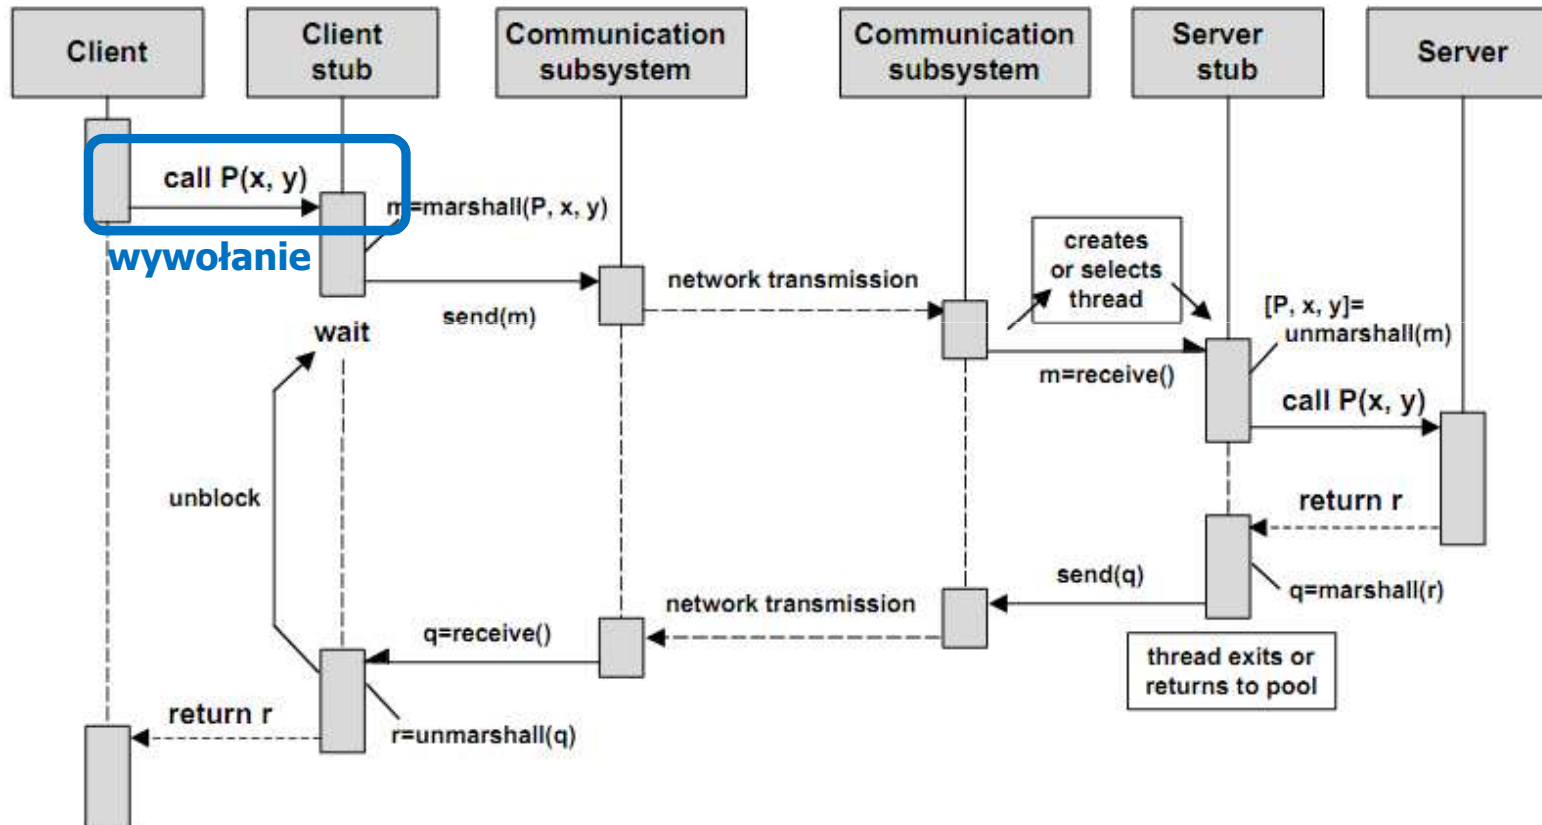 Client
Client
stub
Communication
subsystem
Communication
subsystem
Server
stub
Server
call P(x, y)
wywołanie
m=marshall(P, x, y)
send(m)
network transmission
creates
or selects
thread
m=receive()
[P, x, y]=
unmarshall(m)
call P(x, y)
wait
unblock
return r
q=marshall(r)
send(q)
thread exits or
returns to pool
network transmission
q=receive()
r=unmarshall(q)
return r